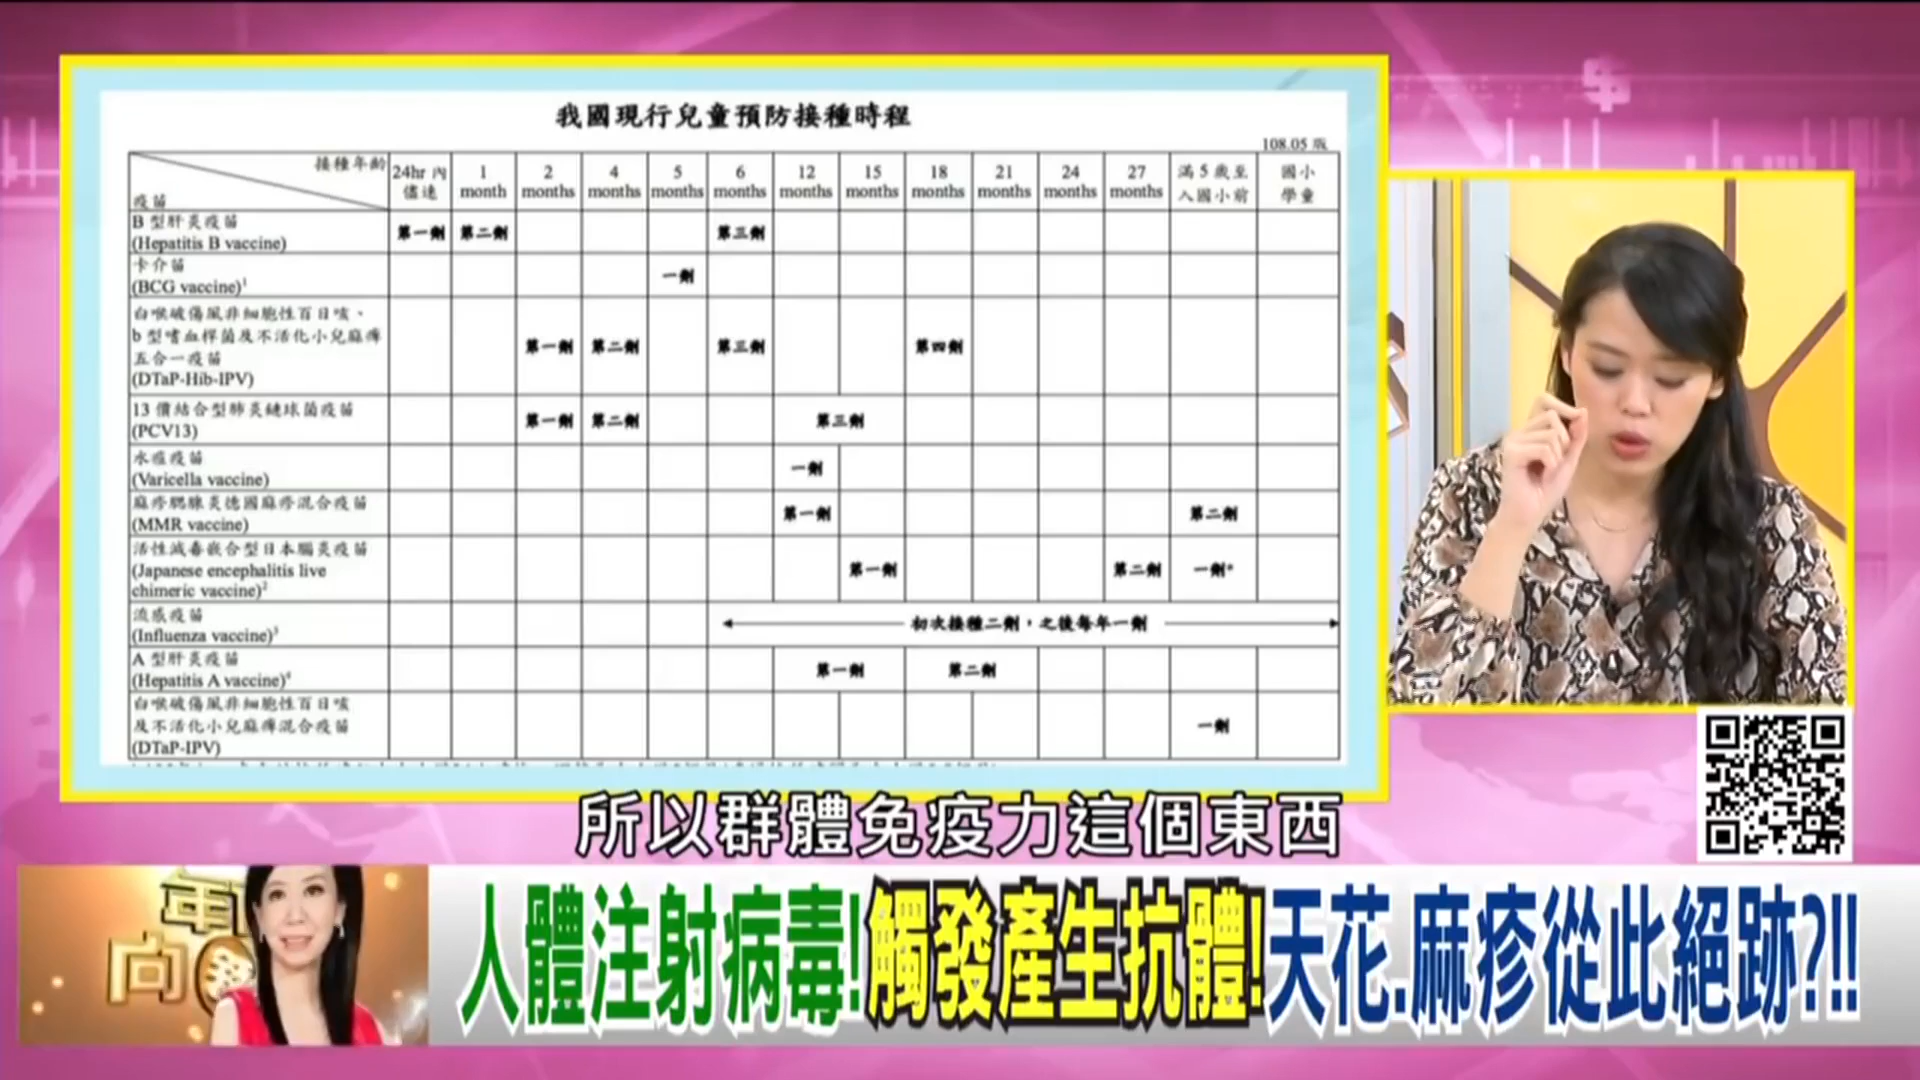 我國現行兒童預防接種時程
108.05 版
接種年齡
疫苗
24hr 內
儘速
1
month
2
months
4
months
5
months
6
months
12
months
15
months
18
months
21
months
24
months
27
months
滿 5 歲至
入國小前
國小
學童
B 型肝炎疫苗
(Hepatitis B vaccine)
第一劑 第二劑 第三劑
卡介苗
(BCG vaccine)1
一劑
白喉破傷風非細胞性百日咳、
b 型嗜血桿菌及不活化小兒麻痺
五合一疫苗
(DTaP-Hib-IPV)
第一劑 第二劑 第三劑 第四劑
13 價結合型肺炎鏈球菌疫苗
(PCV13)
第一劑 第二劑 第三劑
水痘疫苗
(Varicella vaccine)
一劑
麻疹腮腺炎德國麻疹混合疫苗
(MMR vaccine)
第一劑 第二劑
活性減毒嵌合型日本腦炎疫苗
(Japanese encephalitis live
chimeric vaccine)2
第一劑 第二劑 一劑*
流感疫苗
(Influenza vaccine)3
初次接種二劑，之後每年一劑
A 型肝炎疫苗
(Hepatitis A vaccine)4
第一劑 第二劑
白喉破傷風非細胞性百日咳
及不活化小兒麻痺混合疫苗
(DTaP-IPV)
一劑
所以群體免疫力這個東西
人體注射病毒!觸發產生抗體!天花.麻疹從此絕跡?!!
向